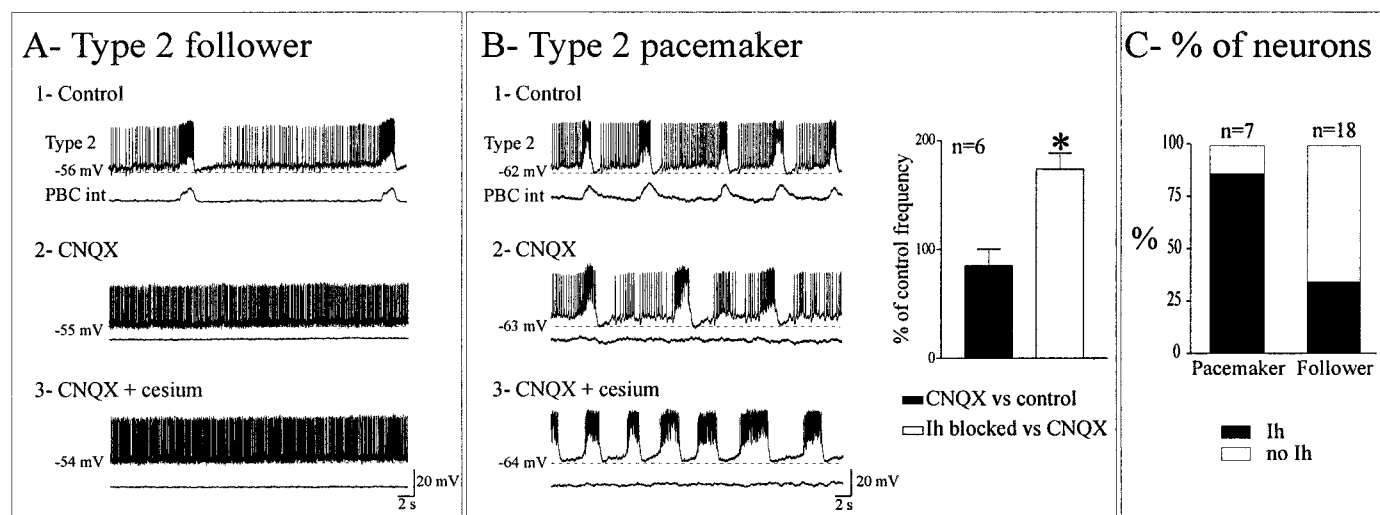 A- Type 2 follower
1- Control
Type 2
-56 mV
PBC int
2- CNQX
-55 mV
3- CNQX + cesium
-54 mV
20 mV
2 s
B- Type 2 pacemaker
1- Control
Type 2
-62 mV
PBC int
2- CNQX
-63 mV
3- CNQX + cesium
-64 mV
20 mV
2 s
% of control frequency
200
100
0
n=6
*
CNQX vs control
Ih blocked vs CNQX
C- % of neurons
n=7 n=18
100
75
%
50
25
0
Pacemaker Follower
Ih
no Ih